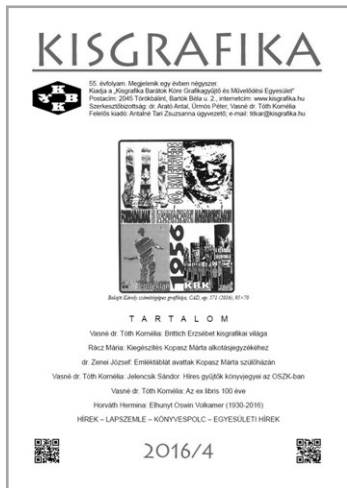 KISGRAFIKA
55. évfolyam. Megjelenik egy évben négyszer.
Kiadja a „Kisgrafika Barátok Köre Grafikagyűjtő és Művelődési Egyesület"
Postacím: 2045 Törökbálint, Bartók Béla u. 2., internetcím: www.kisgrafika.hu
Szerkesztőbizottság: dr. Arató Antal, Ürmös Péter, Vasné dr. Tóth Kornélia
Felelős kiadó: Antalné Tari Zsuzsanna ügyvezető, e-mail: titkar@kisgrafika.hu
KBK
1956
KBK
Balogit Károly számítógépes grafikája, CAD, op. 571 (2016), 95×70
TARTALOM
Vasné dr. Tóth Kornélia: Brittich Erzsébet kisgrafikai világa
Rácz Mária: Kiegészítés Kopasz Márta alkotásjegyzékéhez
dr. Zenei József: Emléktáblát avattak Kopasz Márta szülőházán
Vasné dr. Tóth Kornélia: Jelencsik Sándor: Híres gyűjtők könyvjegyei az OSZK-ban
Vasné dr. Tóth Kornélia: Az ex libris 100 éve
Horváth Hermina: Elhunyt Oswin Volkamer (1930-2016)
HÍREK – LAPSZEMLE – KÖNYVESPOLC – EGYESÜLETI HÍREK
2016/4